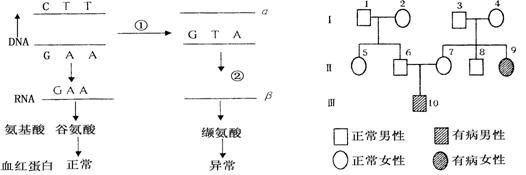 C T T
①
α
DNA
G T A
G A A
②
RNA
G A A
β
氨基酸 谷氨酸
缬氨酸
血红蛋白 正常
异常
Ⅰ
1
2
3
4
Ⅱ
5
6
7
8
9
Ⅲ
10
正常男性
有病男性
正常女性
有病女性